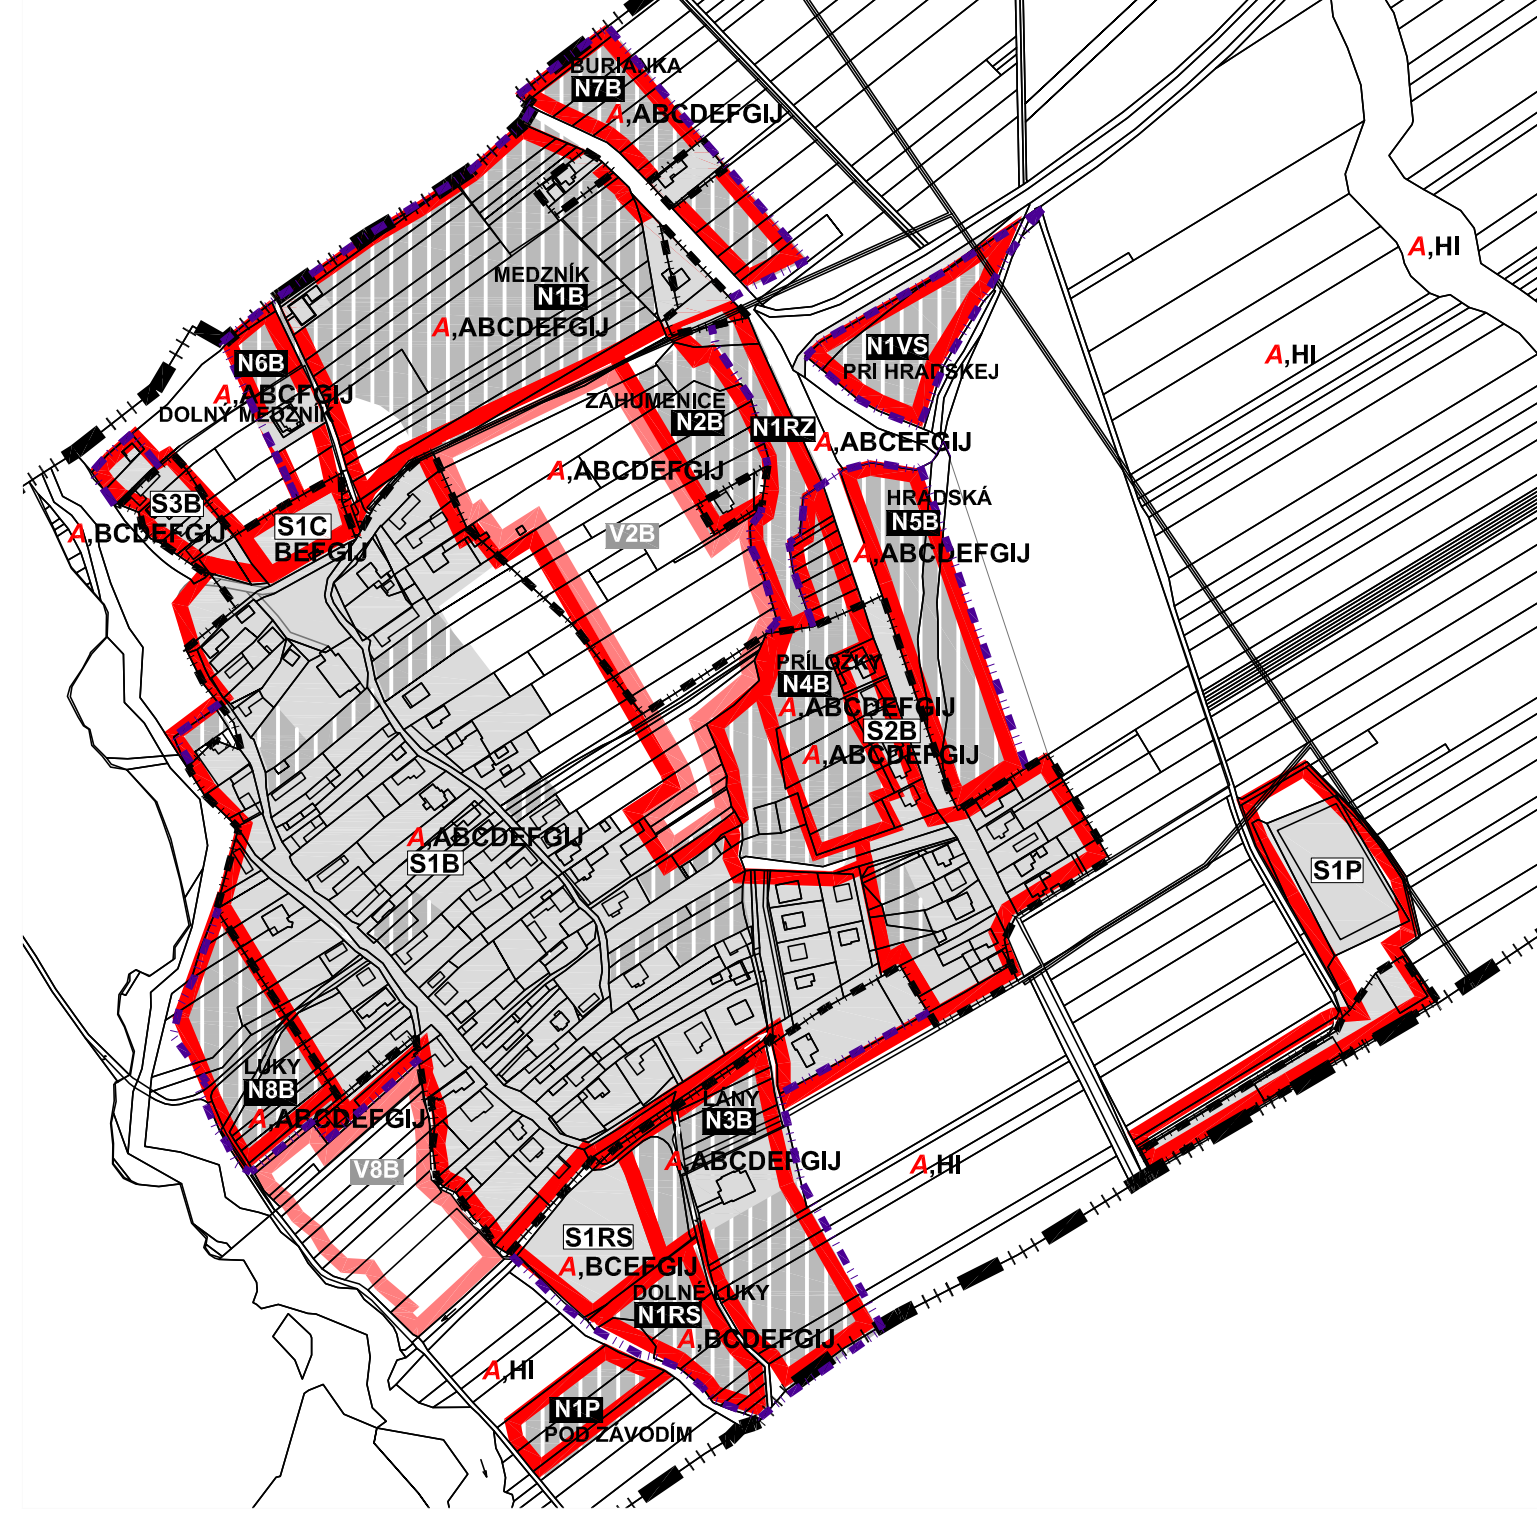 BURIANKA
N7B
A,ABCDEFGIJ
A,HI
MEDZNÍK
N1B
A,ABCDEFGIJ
N1VS
PRI HRADSKEJ
A,HI
N6B
A,ABCFGIJ
DOLNÝ MEDZNÍK
ZÁHUMENICE
N2B
N1RZ
A,ABCEFGIJ
A,ABCDEFGIJ
S3B
A,BCDEFGIJ
S1C
BEFGIJ
V2B
HRADSKÁ
N5B
A,ABCDEFGIJ
PRÍLOŽKY
N4B
A,ABCDEFGIJ
S2B
A,ABCDEFGIJ
A,ABCDEFGIJ
S1B
S1P
LUKY
N8B
A,ABCDEFGIJ
LÁNY
N3B
A,ABCDEFGIJ
A,HI
V8B
S1RS
A,BCEFGIJ
DOLNÉ LUKY
N1RS
A,BCDEFGIJ
A,HI
N1P
POD ZÁVODÍM